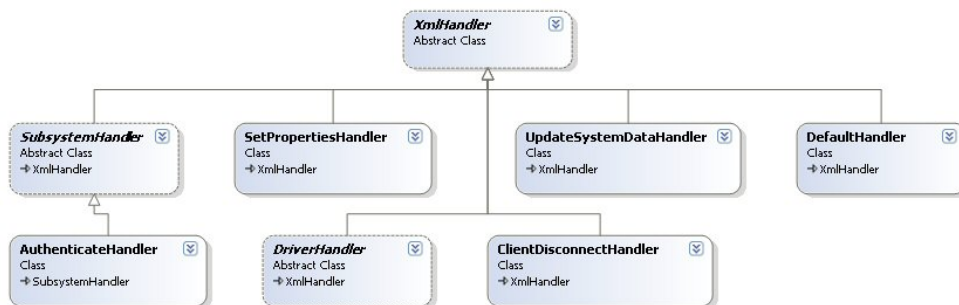 XmlHandler
Abstract Class
SubsystemHandler
Abstract Class
XmlHandler
SetPropertiesHandler
Class
XmlHandler
UpdateSystemDataHandler
Class
XmlHandler
DefaultHandler
Class
XmlHandler
AuthenticateHandler
Class
SubsystemHandler
DriverHandler
Abstract Class
XmlHandler
ClientDisconnectHandler
Class
XmlHandler